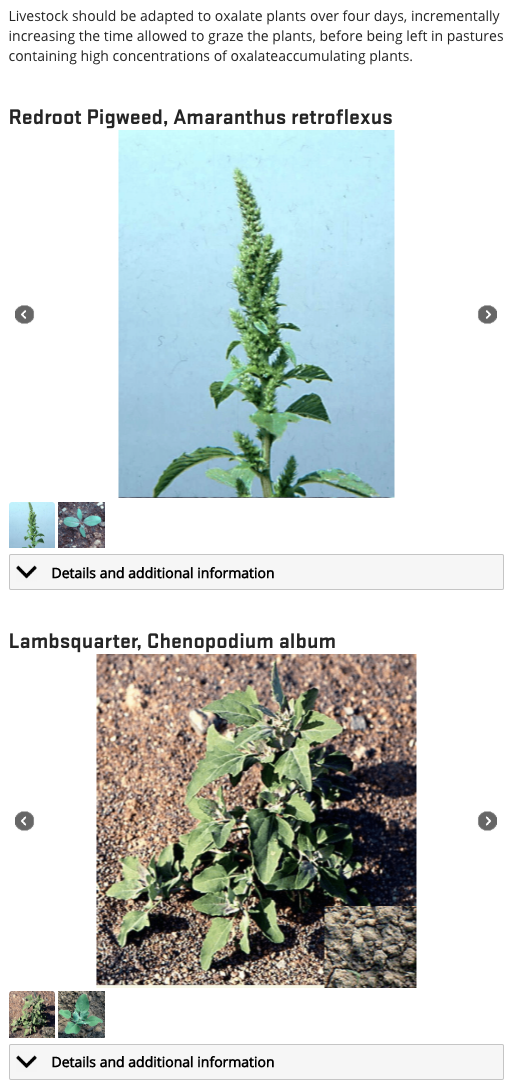 Livestock should be adapted to oxalate plants over four days, incrementally
increasing the time allowed to graze the plants, before being left in pastures
containing high concentrations of oxalateaccumulating plants.
Redroot Pigweed, Amaranthus retroflexus
Details and additional information
Lambsquarter, Chenopodium album
Details and additional information